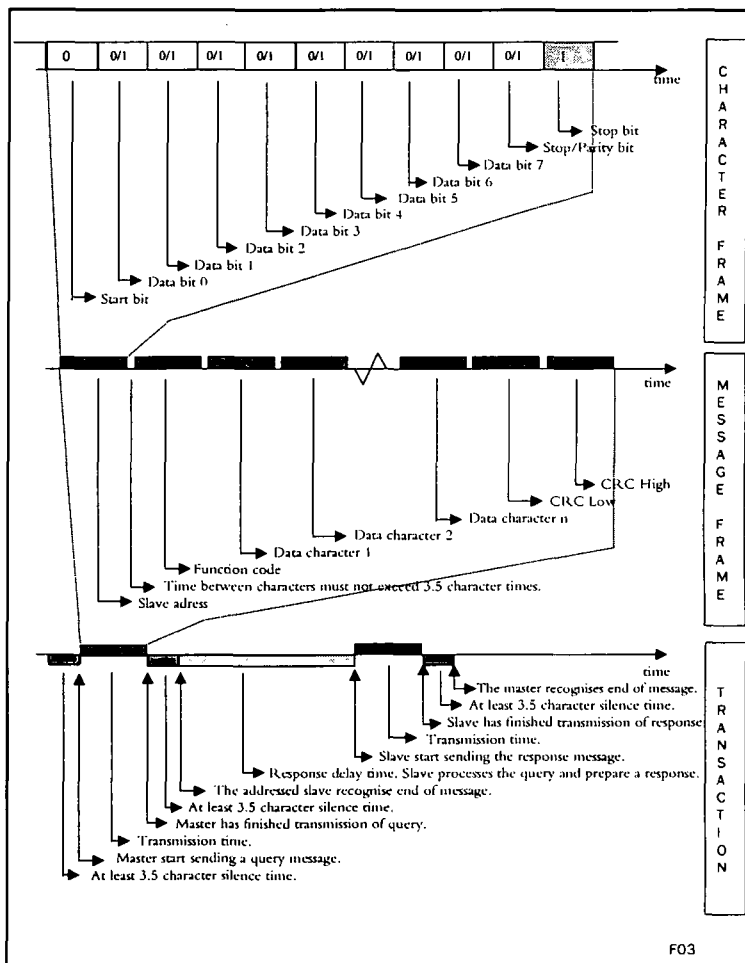 0 0/1 0/1 0/1 0/1 0/1 0/1 0/1 0/1 0/1 1
time
Stop bit
Stop/Parity bit
Data bit 7
Data bit 6
Data bit 5
Data bit 4
Data bit 3
Data bit 2
Data bit 1
Data bit 0
Start bit
CHARACTER FRAME
time
CRC High
CRC Low
Data character n
Data character 2
Data character 1
Function code
Time between characters must not exceed 3.5 character times.
Slave adress
MESSAGE FRAME
time
The master recognises end of message.
At least 3.5 character silence time.
Slave has finished transmission of response
Transmission time.
Slave start sending the response message.
Response delay time. Slave processes the query and prepare a response.
The addressed slave recognise end of message.
At least 3.5 character silence time.
Master has finished transmission of query.
Transmission time.
Master start sending a query message.
At least 3.5 character silence time.
TRANSACTION
F03